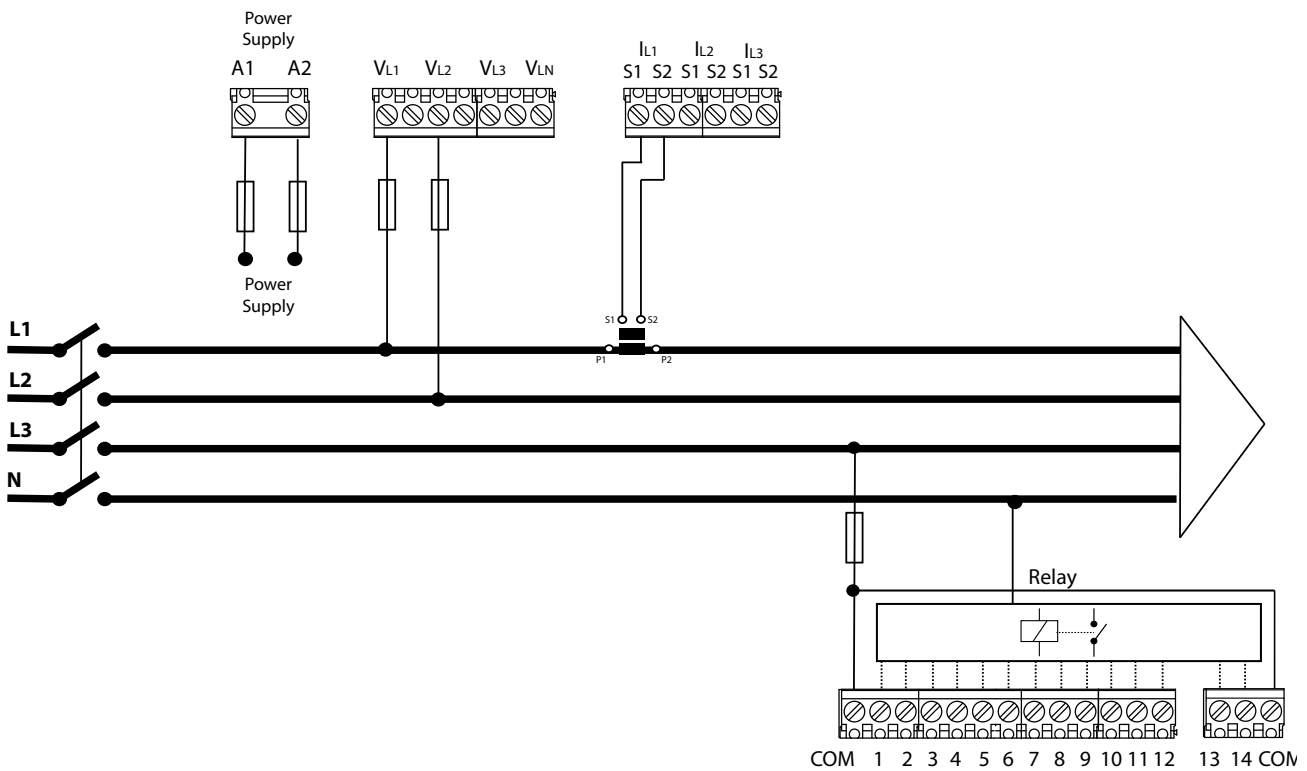 Power
Supply
A1 A2
VL1 VL2 VL3 VLN
IL1 IL2 IL3
S1 S2 S1 S2 S1 S2
Power
Supply
S1 S2
P1 P2
L1
L2
L3
N
Relay
COM 1 2 3 4 5 6 7 8 9 10 11 12 13 14 COM